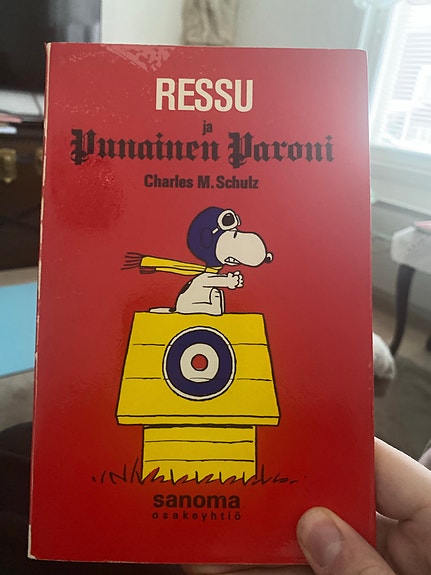 RESSU
ja
Punainen Paroni
Charles M. Schulz
sanoma
osakeyhtiö